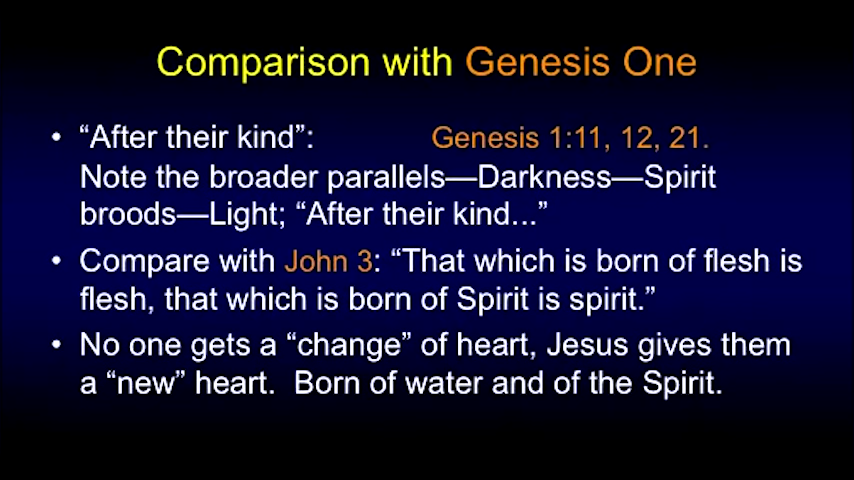 Comparison with Genesis One
• “After their kind”: Genesis 1:11, 12, 21.
Note the broader parallels—Darkness—Spirit
broods—Light; “After their kind...”
• Compare with John 3: “That which is born of flesh is
flesh, that which is born of Spirit is spirit.”
• No one gets a “change” of heart, Jesus gives them
a “new” heart. Born of water and of the Spirit.